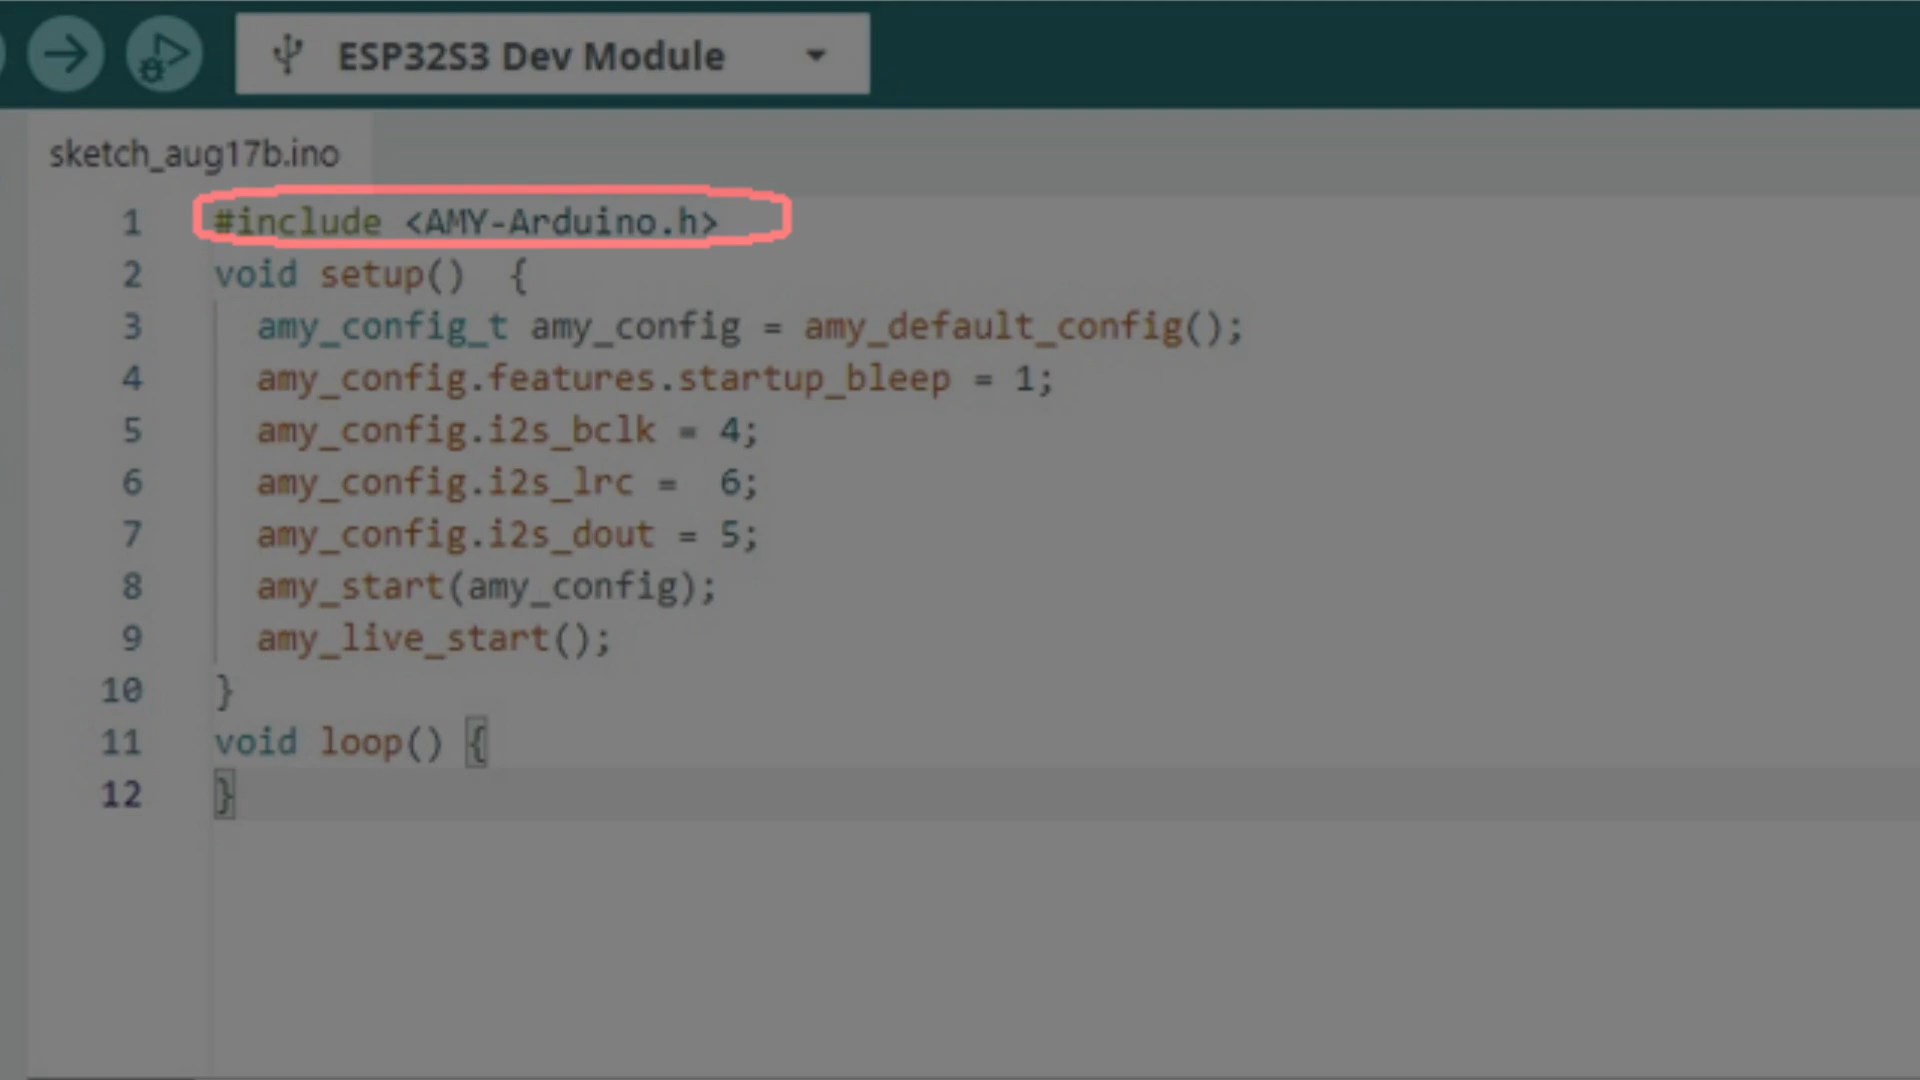 ESP32S3 Dev Module
sketch_aug17b.ino
1 #include <AMY-Arduino.h>
2 void setup()  {
3   amy_config_t amy_config = amy_default_config();
4   amy_config.features.startup_bleep = 1;
5   amy_config.i2s_bclk = 4;
6   amy_config.i2s_lrc =  6;
7   amy_config.i2s_dout = 5;
8   amy_start(amy_config);
9   amy_live_start();
10 }
11 void loop() {
12 }